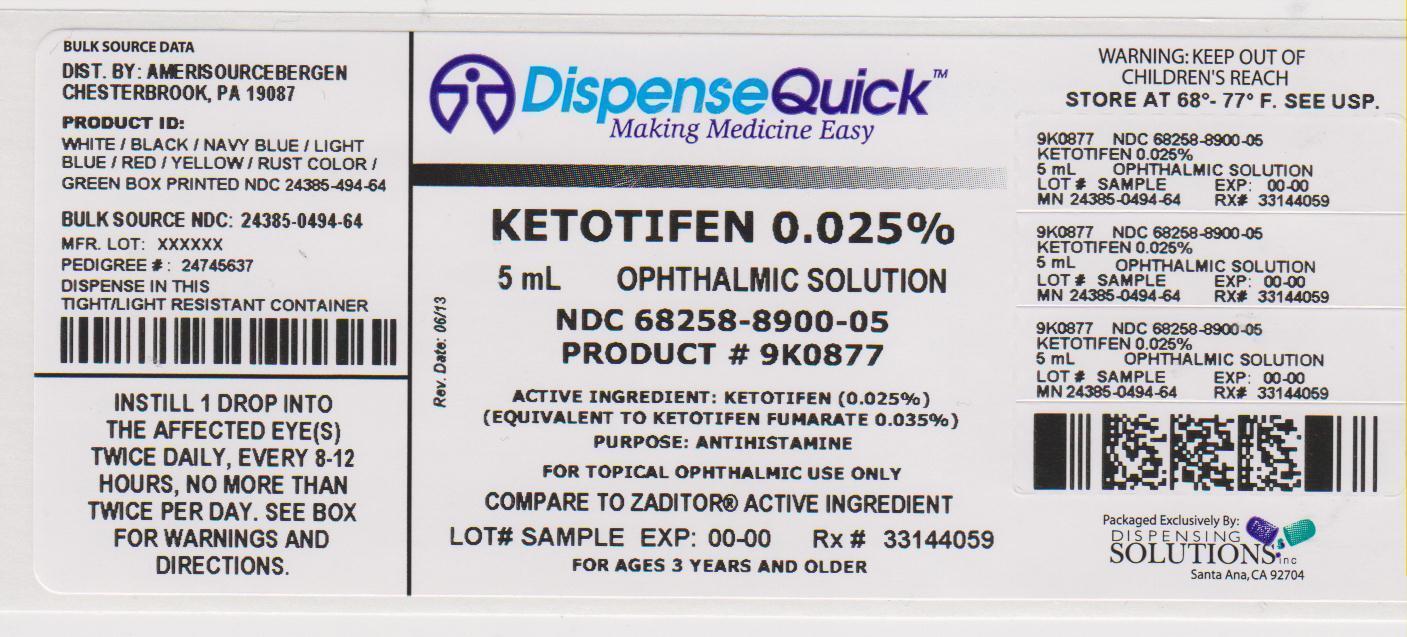 BULK SOURCE DATA
DIST. BY: AMERISOURCEBERGEN
CHESTERBROOK, PA 19087
PRODUCT ID:
WHITE / BLACK / NAVY BLUE / LIGHT
BLUE / RED / YELLOW / RUST COLOR /
GREEN BOX PRINTED NDC 24385-494-64
BULK SOURCE NDC: 24385-0494-64
MFR. LOT: XXXXXX
PEDIGREE #: 24745637
DISPENSE IN THIS
TIGHT/LIGHT RESISTANT CONTAINER
INSTILL 1 DROP INTO
THE AFFECTED EYE(S)
TWICE DAILY, EVERY 8-12
HOURS, NO MORE THAN
TWICE PER DAY. SEE BOX
FOR WARNINGS AND
DIRECTIONS.
DispenseQuick™
Making Medicine Easy
KETOTIFEN 0.025%
5 mL OPHTHALMIC SOLUTION
NDC 68258-8900-05
PRODUCT # 9K0877
Rev. Date: 06/13
ACTIVE INGREDIENT: KETOTIFEN (0.025%)
(EQUIVALENT TO KETOTIFEN FUMARATE 0.035%)
PURPOSE: ANTIHISTAMINE
FOR TOPICAL OPHTHALMIC USE ONLY
COMPARE TO ZADITOR® ACTIVE INGREDIENT
LOT# SAMPLE EXP: 00-00 Rx # 33144059
FOR AGES 3 YEARS AND OLDER
WARNING: KEEP OUT OF
CHILDREN'S REACH
STORE AT 68°- 77° F. SEE USP.
9K0877 NDC 68258-8900-05
KETOTIFEN 0.025%
5 mL OPHTHALMIC SOLUTION
LOT # SAMPLE EXP: 00-00
MN 24385-0494-64 RX# 33144059
9K0877 NDC 68258-8900-05
KETOTIFEN 0.025%
5 mL OPHTHALMIC SOLUTION
LOT # SAMPLE EXP: 00-00
MN 24385-0494-64 RX# 33144059
9K0877 NDC 68258-8900-05
KETOTIFEN 0.025%
5 mL OPHTHALMIC SOLUTION
LOT # SAMPLE EXP: 00-00
MN 24385-0494-64 RX# 33144059
Packaged Exclusively By:
DISPENSING
SOLUTIONS inc
Santa Ana, CA 92704